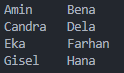 Amin Bena
Candra Dela
Eka Farhan
Gisel Hana